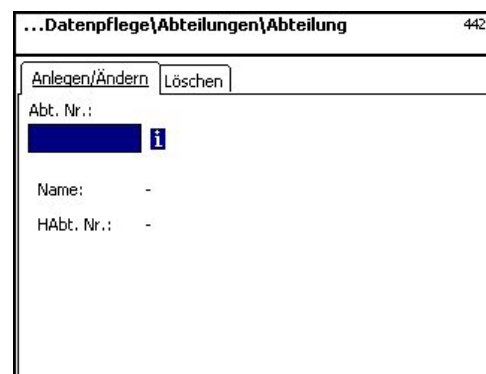 ...Datenpflege\Abteilungen\Abteilung 442
Anlegen/Ändern Löschen
Abt. Nr.:
i
Name: -
HAbt. Nr.: -